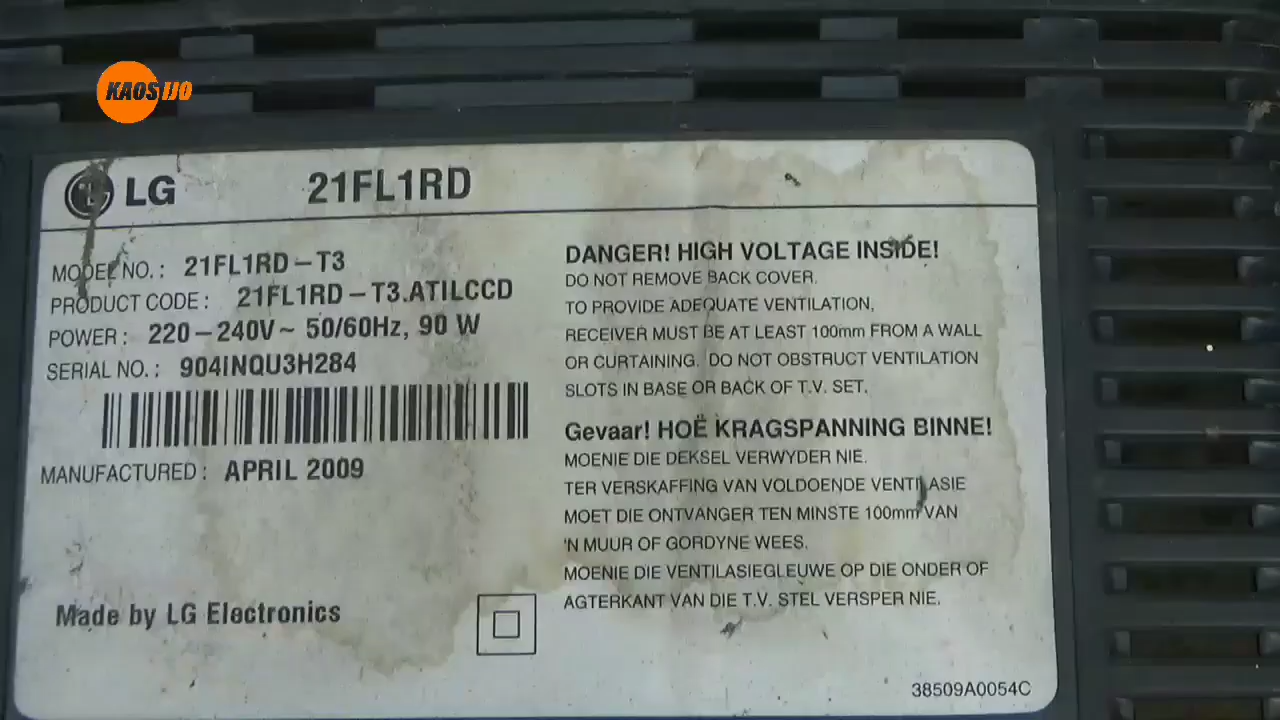 KAOS IJO
LG 21FL1RD
MODEL NO.: 21FL1RD-T3
PRODUCT CODE: 21FL1RD-T3.ATILCCD
POWER: 220-240V~ 50/60Hz, 90 W
SERIAL NO.: 904INQU3H284
MANUFACTURED: APRIL 2009
Made by LG Electronics
DANGER! HIGH VOLTAGE INSIDE!
DO NOT REMOVE BACK COVER.
TO PROVIDE ADEQUATE VENTILATION,
RECEIVER MUST BE AT LEAST 100mm FROM A WALL
OR CURTAINING. DO NOT OBSTRUCT VENTILATION
SLOTS IN BASE OR BACK OF T.V. SET.
Gevaar! HOË KRAGSPANNING BINNE!
MOENIE DIE DEKSEL VERWYDER NIE.
TER VERSKAFFING VAN VOLDOENDE VENTILASIE
MOET DIE ONTVANGER TEN MINSTE 100mm VAN
'N MUUR OF GORDYNE WEES.
MOENIE DIE VENTILASIEGLEUWE OP DIE ONDER OF
AGTERKANT VAN DIE T.V. STEL VERSPER NIE.
38509A0054C